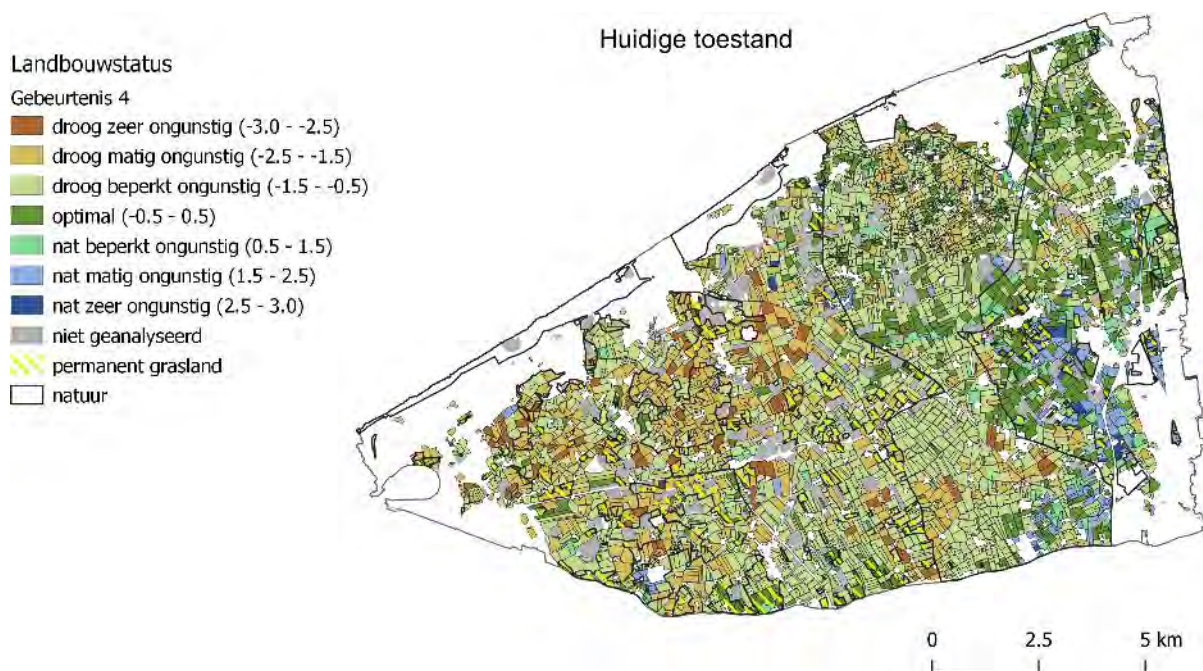 Huidige toestand
Landbouwstatus
Gebeurtenis 4
droog zeer ongunstig (-3.0 - -2.5)
droog matig ongunstig (-2.5 - -1.5)
droog beperkt ongunstig (-1.5 - -0.5)
optimal (-0.5 - 0.5)
nat beperkt ongunstig (0.5 - 1.5)
nat matig ongunstig (1.5 - 2.5)
nat zeer ongunstig (2.5 - 3.0)
niet geanalyseerd
permanent grasland
natuur
0 2.5 5 km